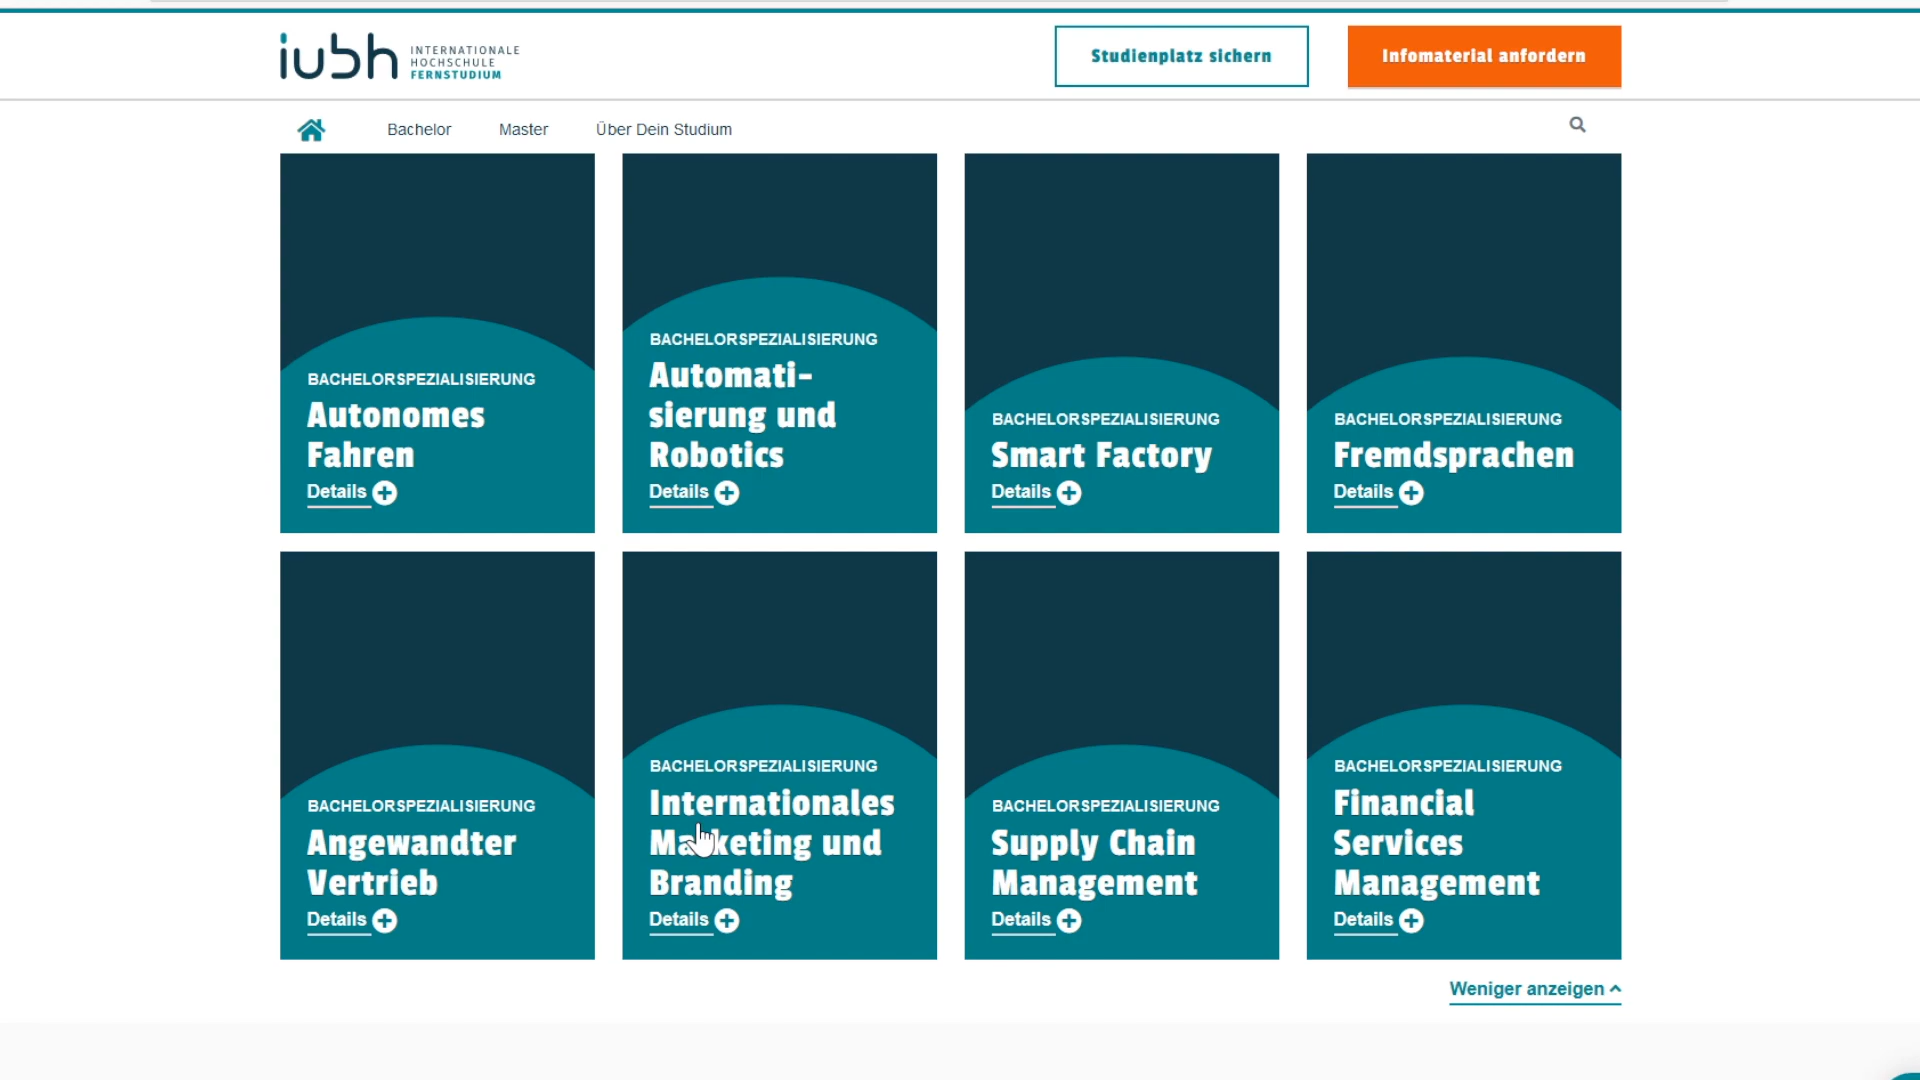 iubh INTERNATIONALE
HOCHSCHULE
FERNSTUDIUM
Studienplatz sichern
Infomaterial anfordern
Bachelor
Master
Über Dein Studium
BACHELORSPEZIALISIERUNG
Autonomes
Fahren
Details
BACHELORSPEZIALISIERUNG
Automati-
sierung und
Robotics
Details
BACHELORSPEZIALISIERUNG
Smart Factory
Details
BACHELORSPEZIALISIERUNG
Fremdsprachen
Details
BACHELORSPEZIALISIERUNG
Angewandter
Vertrieb
Details
BACHELORSPEZIALISIERUNG
Internationales
Marketing und
Branding
Details
BACHELORSPEZIALISIERUNG
Supply Chain
Management
Details
BACHELORSPEZIALISIERUNG
Financial
Services
Management
Details
Weniger anzeigen